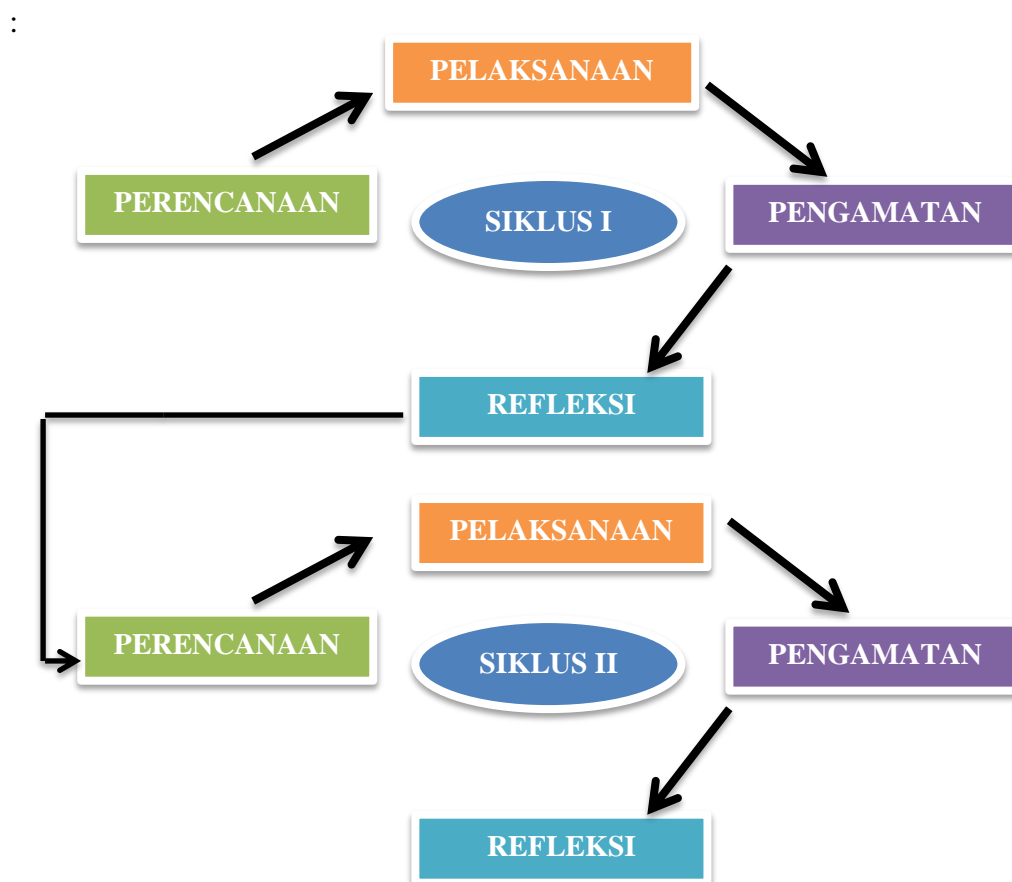 :
PELAKSANAAN
PERENCANAAN
SIKLUS I
PENGAMATAN
REFLEKSI
PELAKSANAAN
PERENCANAAN
SIKLUS II
PENGAMATAN
REFLEKSI